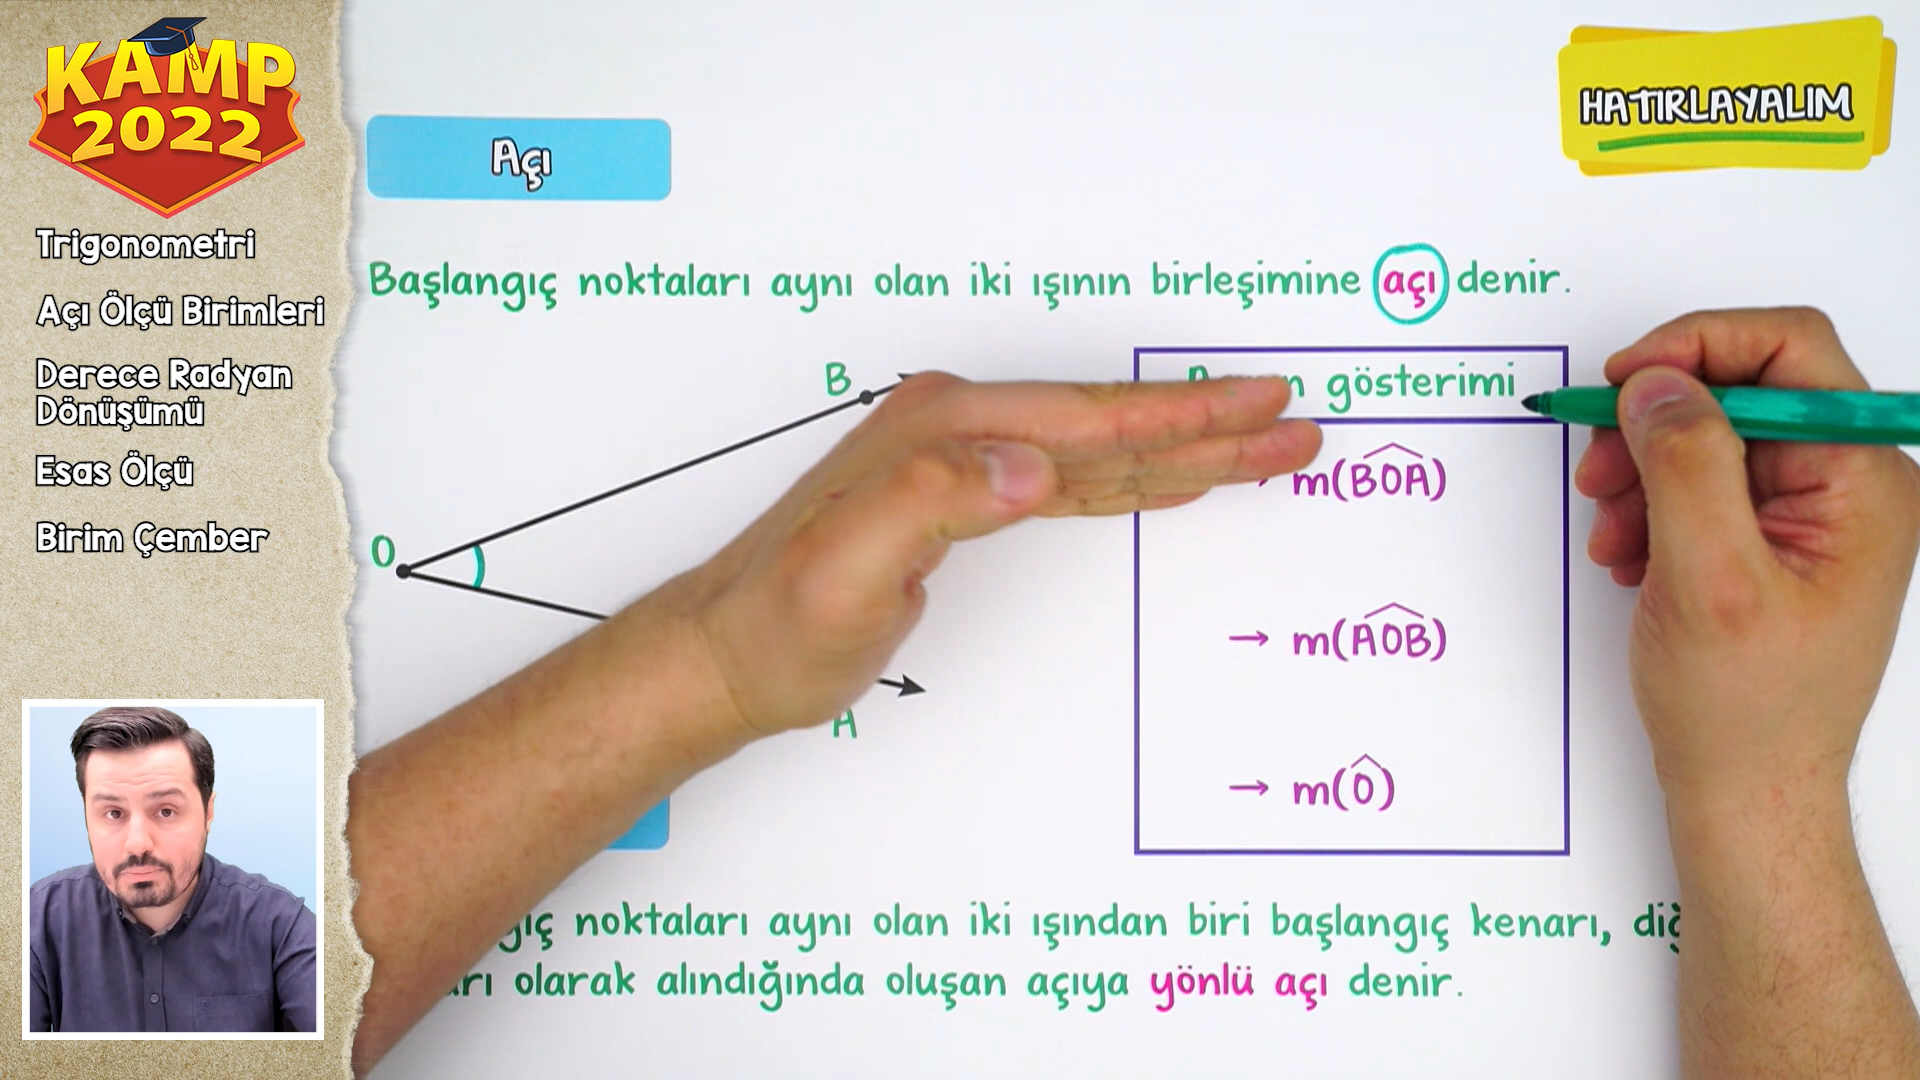 KAMP
2022
Trigonometri
Açı Ölçü Birimleri
Derece Radyan
Dönüşümü
Esas Ölçü
Birim Çember
HATIRLAYALIM
Açı
Başlangıç noktaları aynı olan iki ışının birleşimine açı denir.
B
O
A
gösterimi
m(BOA)
→ m(AOB)
→ m(O)
noktaları aynı olan iki ışından biri başlangıç kenarı,
olarak alındığında oluşan açıya yönlü açı denir.